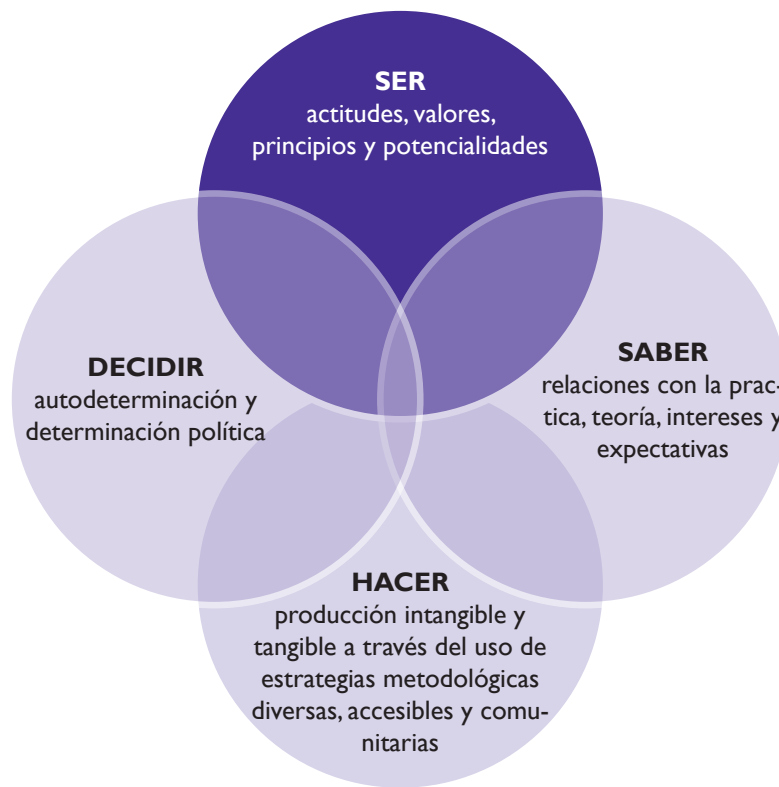 SER
actitudes, valores,
principios y potencialidades
DECIDIR
autodeterminación y
determinación política
SABER
relaciones con la prac-
tica, teoría, intereses y
expectativas
HACER
producción intangible y
tangible a través del uso de
estrategias metodológicas
diversas, accesibles y comu-
nitarias